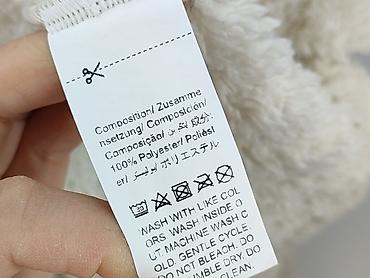 Composition/ Zusamme
nsetzung/ Composición/
Composição/ تكوين /成分:
100% Polyester/ Poliést
er/ بوليستر /ポリエステル
30
WASH WITH LIKE COL
ORS. WASH INSIDE O
UT. MACHINE WASH C
OLD. GENTLE CYCLE.
DO NOT BLEACH. DO
TUMBLE DRY. DO
CLEAN.